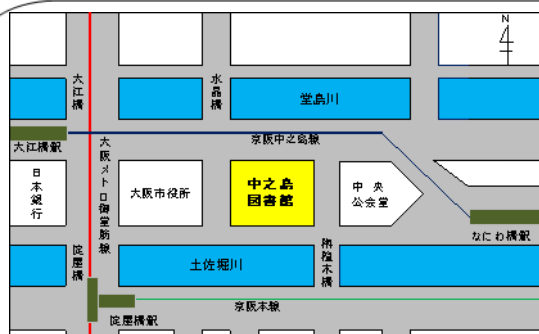 N
大江橋
水晶橋
堂島川
大江橋駅
京阪中之島線
日本銀行
大阪メトロ御堂筋線
大阪市役所
中之島
図書館
中央
公会堂
なにわ橋駅
淀屋橋
土佐堀川
栴檀木橋
京阪本線
淀屋橋駅